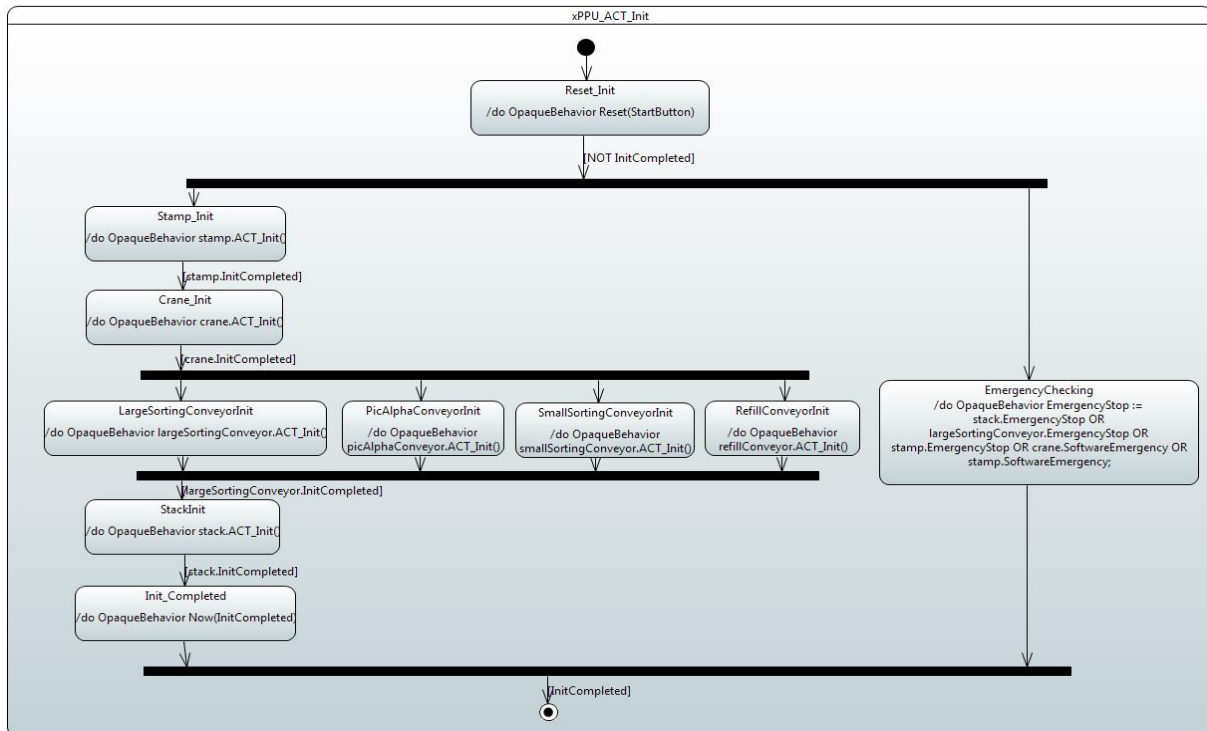 xPPU_ACT_Init
Reset_Init
/do OpaqueBehavior Reset(StartButton)
[NOT InitCompleted]
Stamp_Init
/do OpaqueBehavior stamp.ACT_Init()
[stamp.InitCompleted]
Crane_Init
/do OpaqueBehavior crane.ACT_Init()
[crane.InitCompleted]
LargeSortingConveyorInit
/do OpaqueBehavior largeSortingConveyor.ACT_Init()
PicAlphaConveyorInit
/do OpaqueBehavior
picAlphaConveyor.ACT_Init()
SmallSortingConveyorInit
/do OpaqueBehavior
smallSortingConveyor.ACT_Init()
RefillConveyorInit
/do OpaqueBehavior
refillConveyor.ACT_Init()
EmergencyChecking
/do OpaqueBehavior EmergencyStop :=
stack.EmergencyStop OR
largeSortingConveyor.EmergencyStop OR
stamp.EmergencyStop OR crane.SoftwareEmergency OR
stamp.SoftwareEmergency;
[largeSortingConveyor.InitCompleted]
StackInit
/do OpaqueBehavior stack.ACT_Init()
[stack.InitCompleted]
Init_Completed
/do OpaqueBehavior Now(InitCompleted)
[InitCompleted]